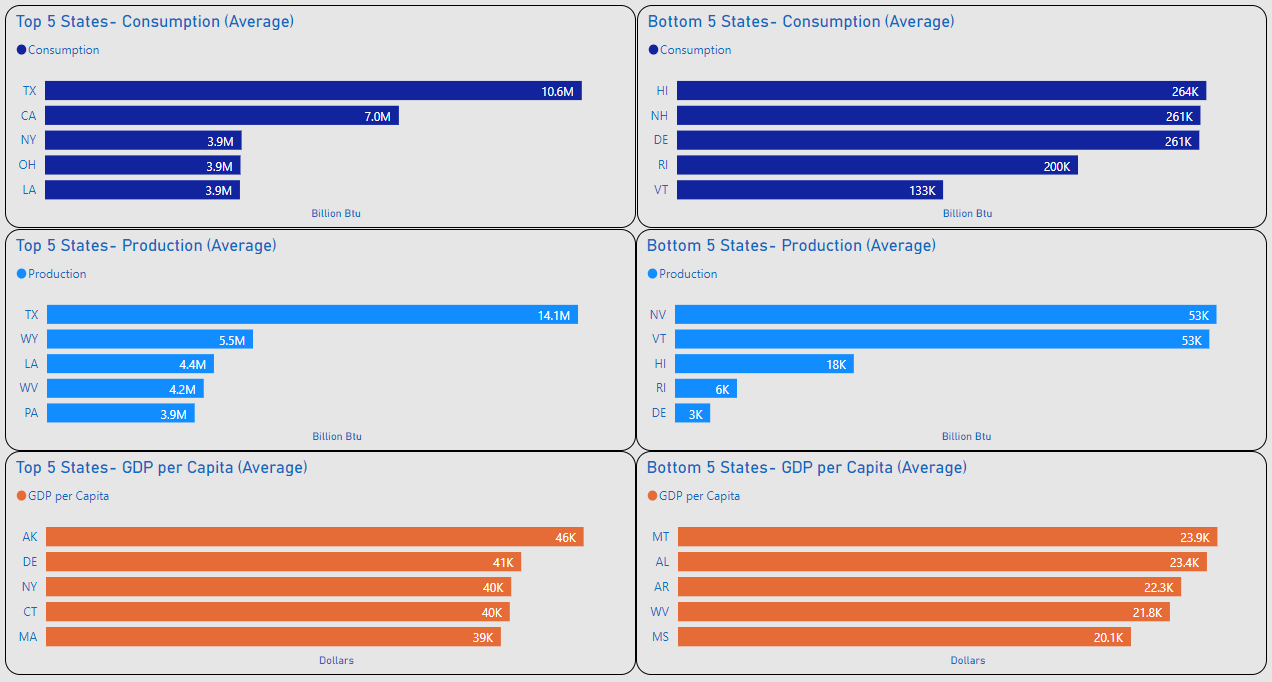 Top 5 States- Consumption (Average)
Consumption
TX 10.6M
CA 7.0M
NY 3.9M
OH 3.9M
LA 3.9M
Billion Btu
Bottom 5 States- Consumption (Average)
Consumption
HI 264K
NH 261K
DE 261K
RI 200K
VT 133K
Billion Btu
Top 5 States- Production (Average)
Production
TX 14.1M
WY 5.5M
LA 4.4M
WV 4.2M
PA 3.9M
Billion Btu
Bottom 5 States- Production (Average)
Production
NV 53K
VT 53K
HI 18K
RI 6K
DE 3K
Billion Btu
Top 5 States- GDP per Capita (Average)
GDP per Capita
AK 46K
DE 41K
NY 40K
CT 40K
MA 39K
Dollars
Bottom 5 States- GDP per Capita (Average)
GDP per Capita
MT 23.9K
AL 23.4K
AR 22.3K
WV 21.8K
MS 20.1K
Dollars